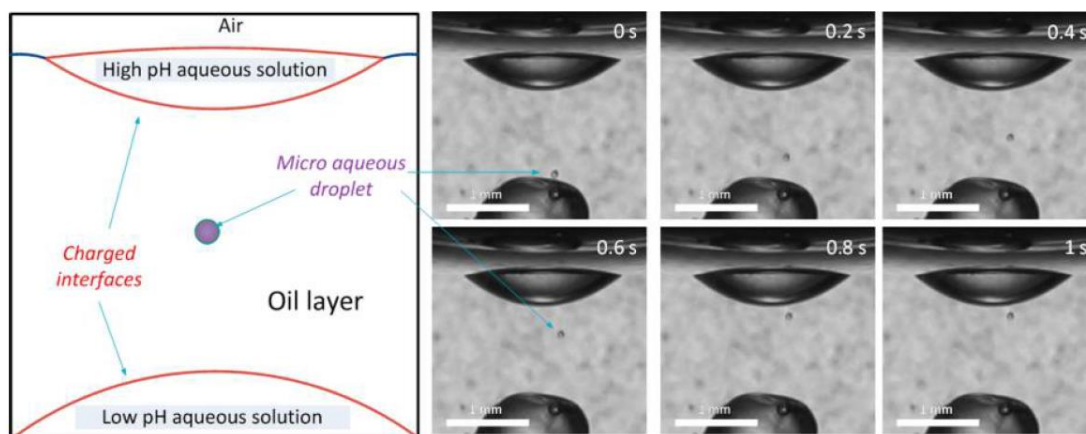 Air
High pH aqueous solution
Micro aqueous
droplet
Charged
interfaces
Oil layer
Low pH aqueous solution
0 s
0.2 s
0.4 s
1 mm
1 mm
1 mm
0.6 s
0.8 s
1 s
1 mm
1 mm
1 mm